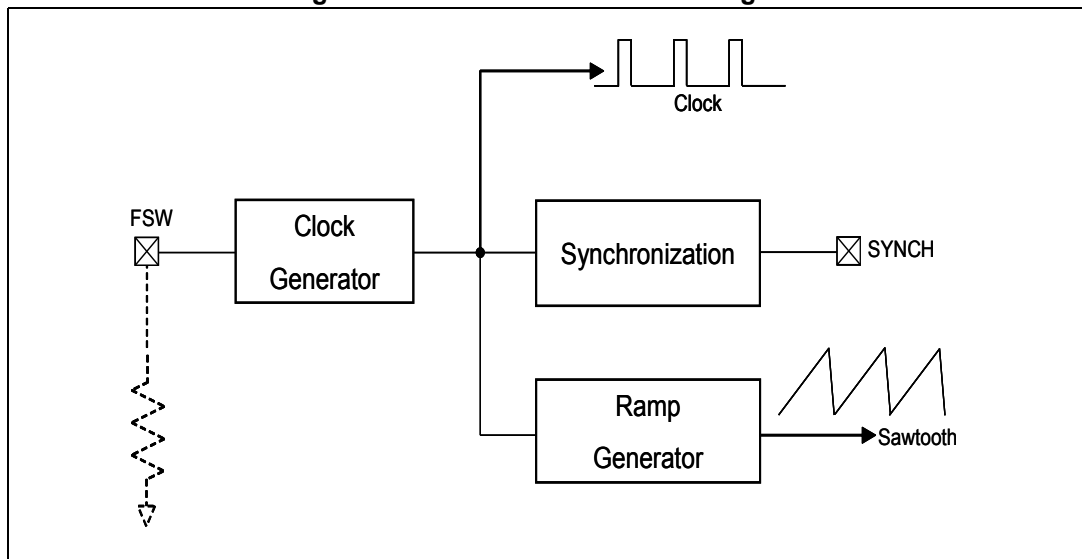 Clock
FSW
Clock
Generator
Synchronization
SYNCH
Ramp
Generator
Sawtooth